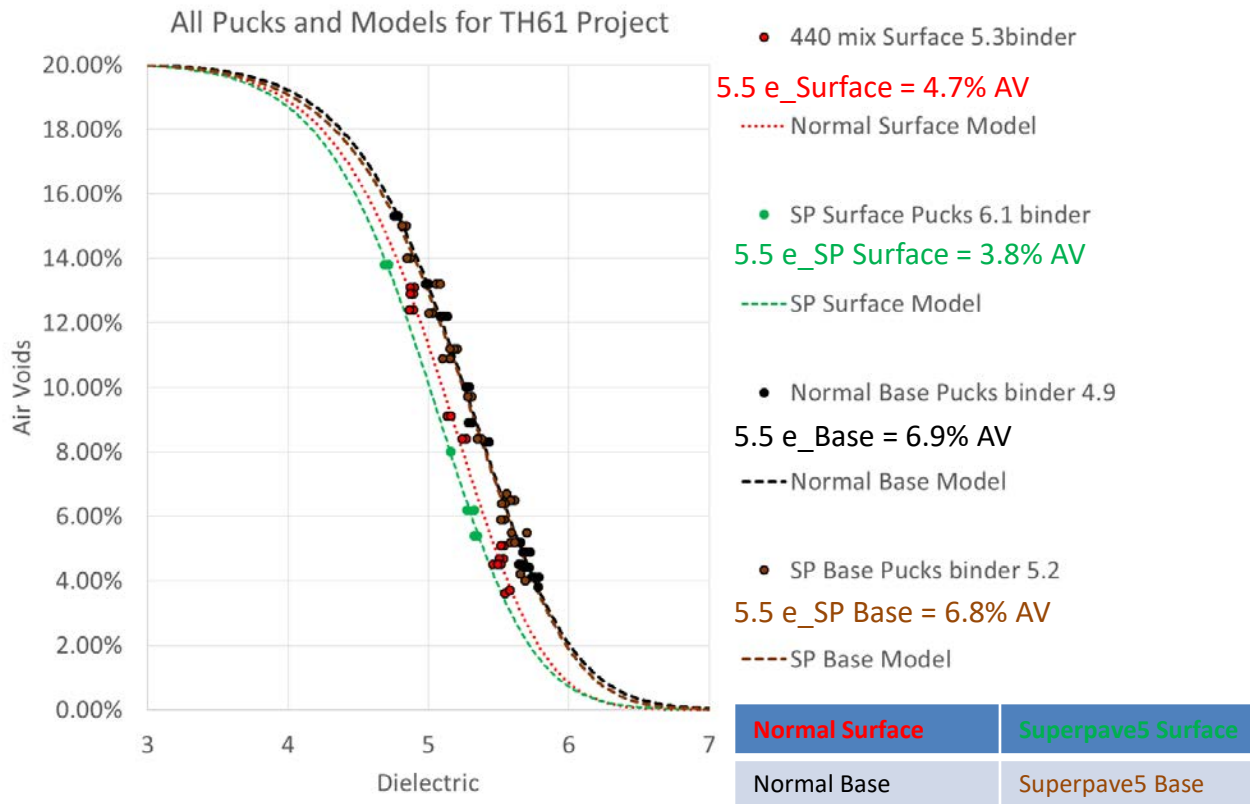 All Pucks and Models for TH61 Project
20.00%
18.00%
16.00%
14.00%
12.00%
10.00%
8.00%
6.00%
4.00%
2.00%
0.00%
Air Voids
3 4 5 6 7
Dielectric
440 mix Surface 5.3binder
5.5 e_Surface = 4.7% AV
Normal Surface Model
SP Surface Pucks 6.1 binder
5.5 e_SP Surface = 3.8% AV
SP Surface Model
Normal Base Pucks binder 4.9
5.5 e_Base = 6.9% AV
Normal Base Model
SP Base Pucks binder 5.2
5.5 e_SP Base = 6.8% AV
SP Base Model
Normal Surface Superpave5 Surface
Normal Base Superpave5 Base